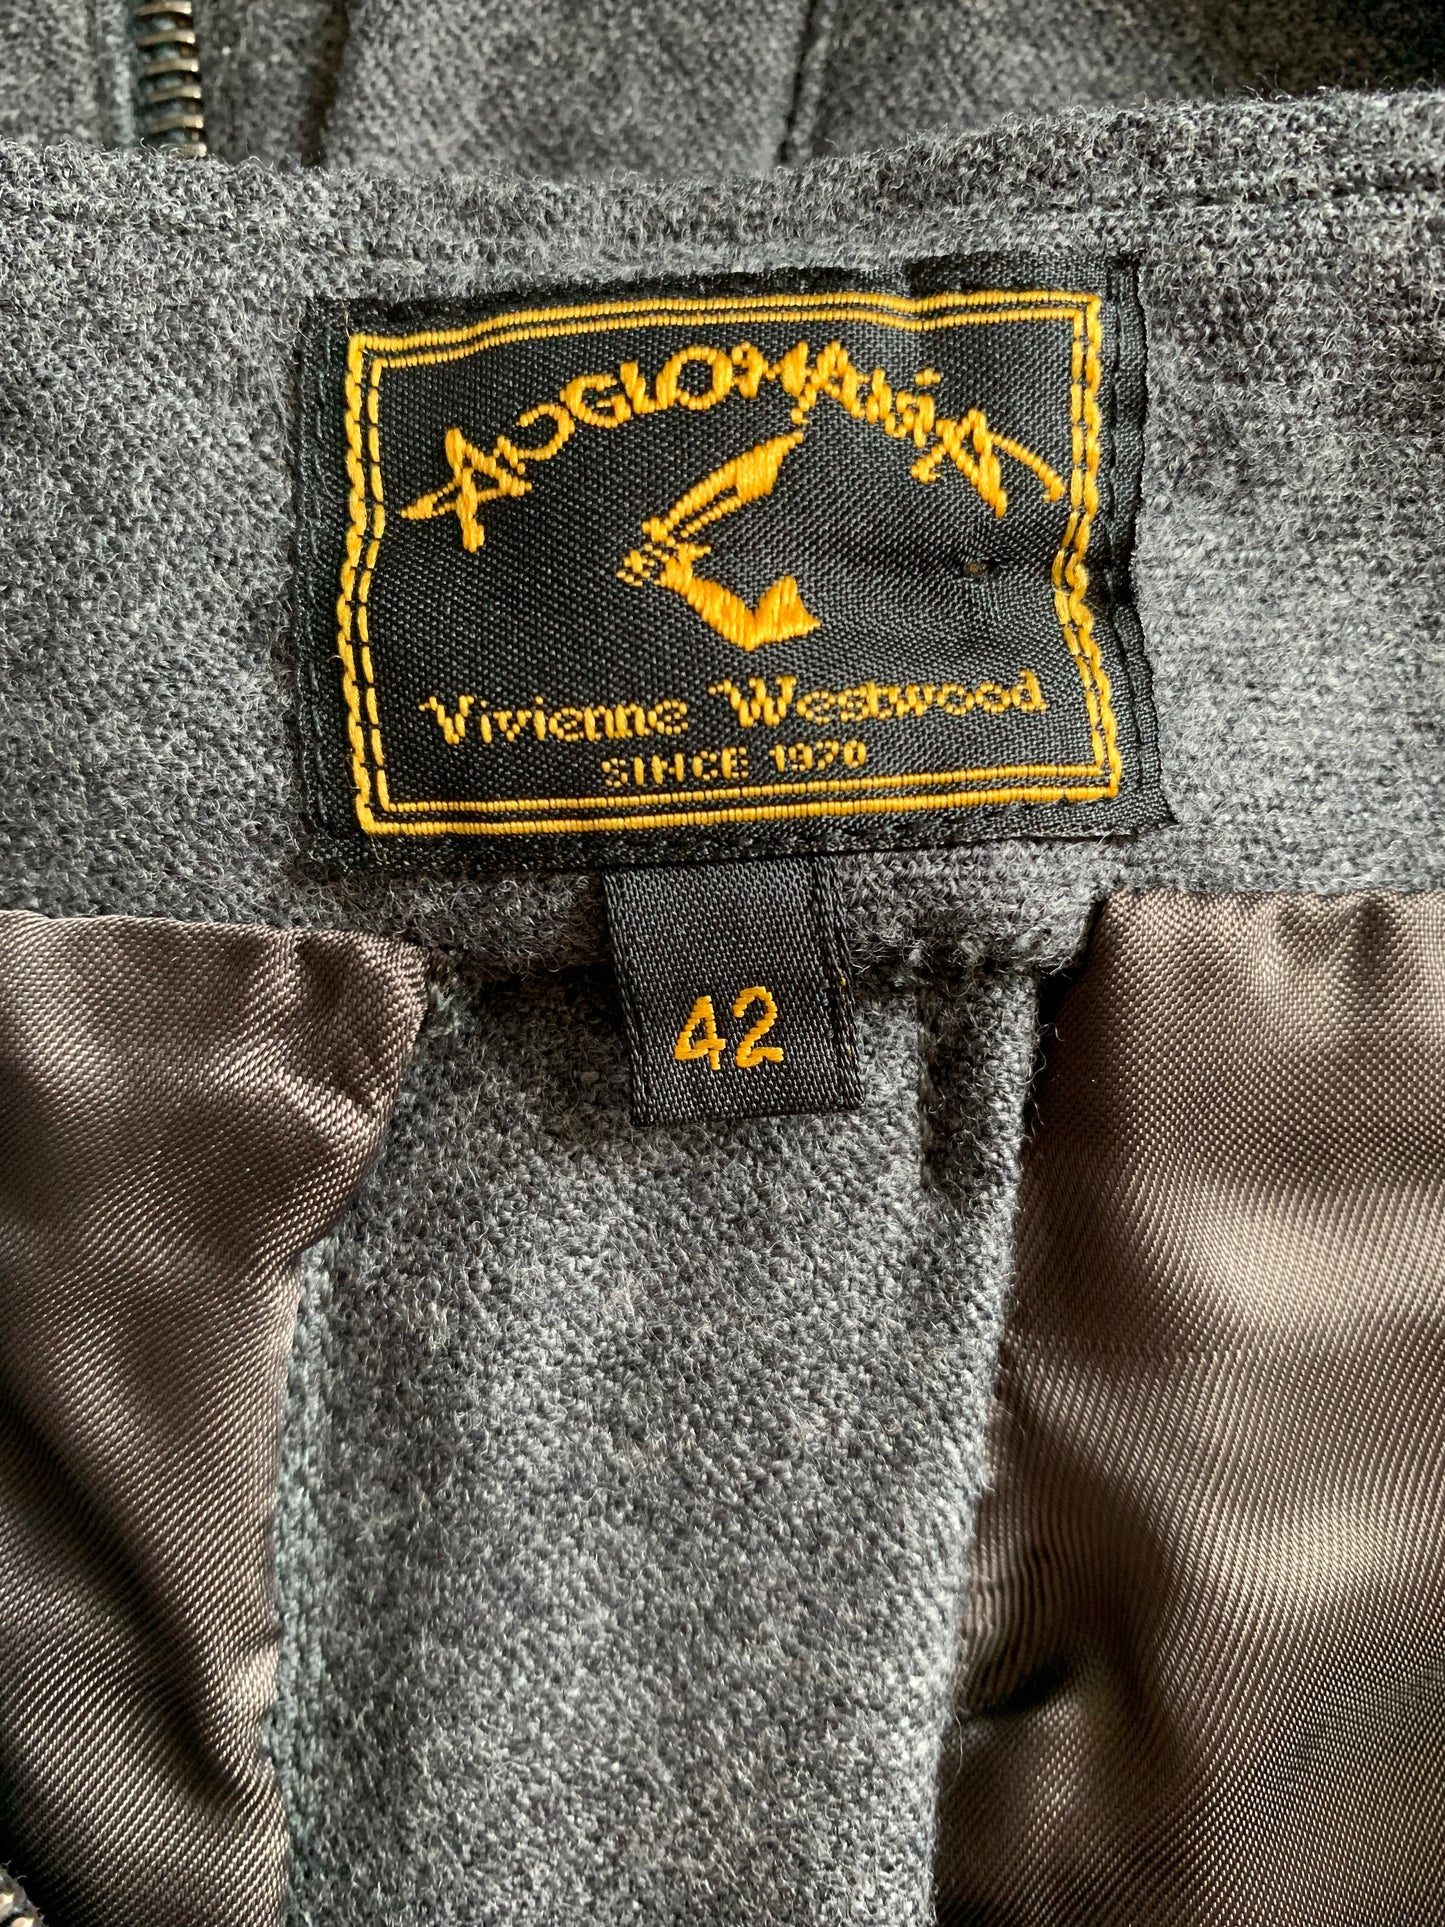 ANGLOMANIA
Vivienne Westwood
SINCE 1970
42